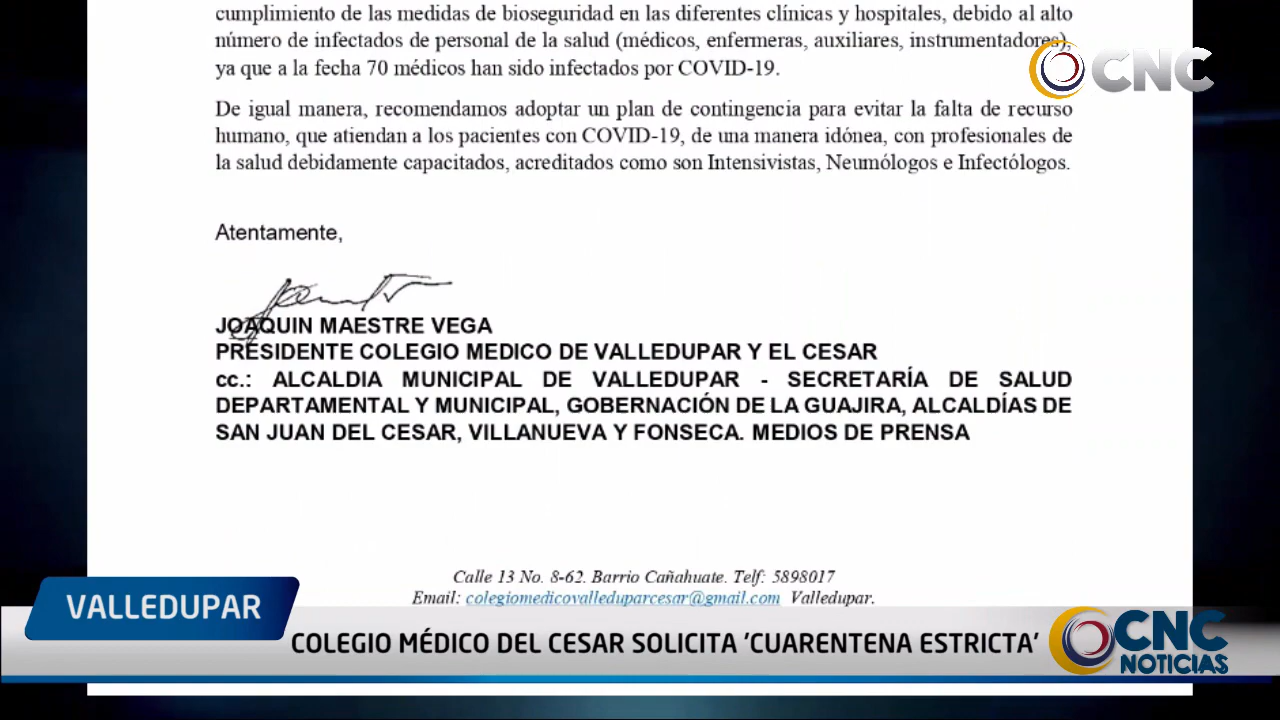 cumplimiento de las medidas de bioseguridad en las diferentes clínicas y hospitales, debido al alto
número de infectados de personal de la salud (médicos, enfermeras, auxiliares, instrumentadores),
ya que a la fecha 70 médicos han sido infectados por COVID-19.
CNC
De igual manera, recomendamos adoptar un plan de contingencia para evitar la falta de recurso
humano, que atiendan a los pacientes con COVID-19, de una manera idónea, con profesionales de
la salud debidamente capacitados, acreditados como son Intensivistas, Neumólogos e Infectólogos.
Atentamente,
JOAQUIN MAESTRE VEGA
PRESIDENTE COLEGIO MEDICO DE VALLEDUPAR Y EL CESAR
cc.: ALCALDIA MUNICIPAL DE VALLEDUPAR - SECRETARÍA DE SALUD
DEPARTAMENTAL Y MUNICIPAL, GOBERNACIÓN DE LA GUAJIRA, ALCALDÍAS DE
SAN JUAN DEL CESAR, VILLANUEVA Y FONSECA. MEDIOS DE PRENSA
Calle 13 No. 8-62. Barrio Cañahuate. Telf: 5898017
Email: colegiomedicovalleduparcesar@gmail.com Valledupar.
VALLEDUPAR
COLEGIO MÉDICO DEL CESAR SOLICITA 'CUARENTENA ESTRICTA'
CNC
NOTICIAS